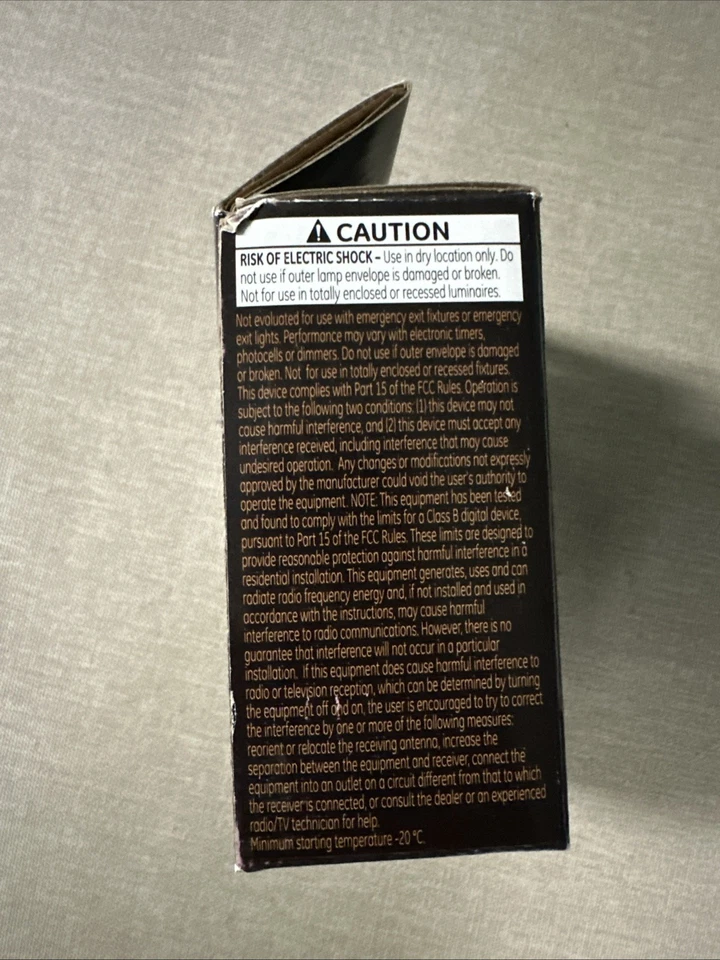 CAUTION
RISK OF ELECTRIC SHOCK – Use in dry location only. Do
not use if outer lamp envelope is damaged or broken.
Not for use in totally enclosed or recessed luminaires.
Not evaluated for use with emergency exit fixtures or emergency
exit lights. Performance may vary with electronic timers,
photocells or dimmers. Do not use if outer envelope is damaged
or broken. Not for use in totally enclosed or recessed fixtures.
This device complies with Part 15 of the FCC Rules. Operation is
subject to the following two conditions: (1) this device may not
cause harmful interference, and (2) this device must accept any
interference received, including interference that may cause
undesired operation. Any changes or modifications not expressly
approved by the manufacturer could void the user's authority to
operate the equipment. NOTE: This equipment has been tested
and found to comply with the limits for a Class B digital device,
pursuant to Part 15 of the FCC Rules. These limits are designed to
provide reasonable protection against harmful interference in a
residential installation. This equipment generates, uses and can
radiate radio frequency energy and, if not installed and used in
accordance with the instructions, may cause harmful
interference to radio communications. However, there is no
guarantee that interference will not occur in a particular
installation. If this equipment does cause harmful interference to
radio or television reception, which can be determined by turning
the equipment off and on, the user is encouraged to try to correct
the interference by one or more of the following measures:
reorient or relocate the receiving antenna, increase the
separation between the equipment and receiver, connect the
equipment into an outlet on a circuit different from that to which
the receiver is connected, or consult the dealer or an experienced
radio/TV technician for help.
Minimum starting temperature -20 °C.